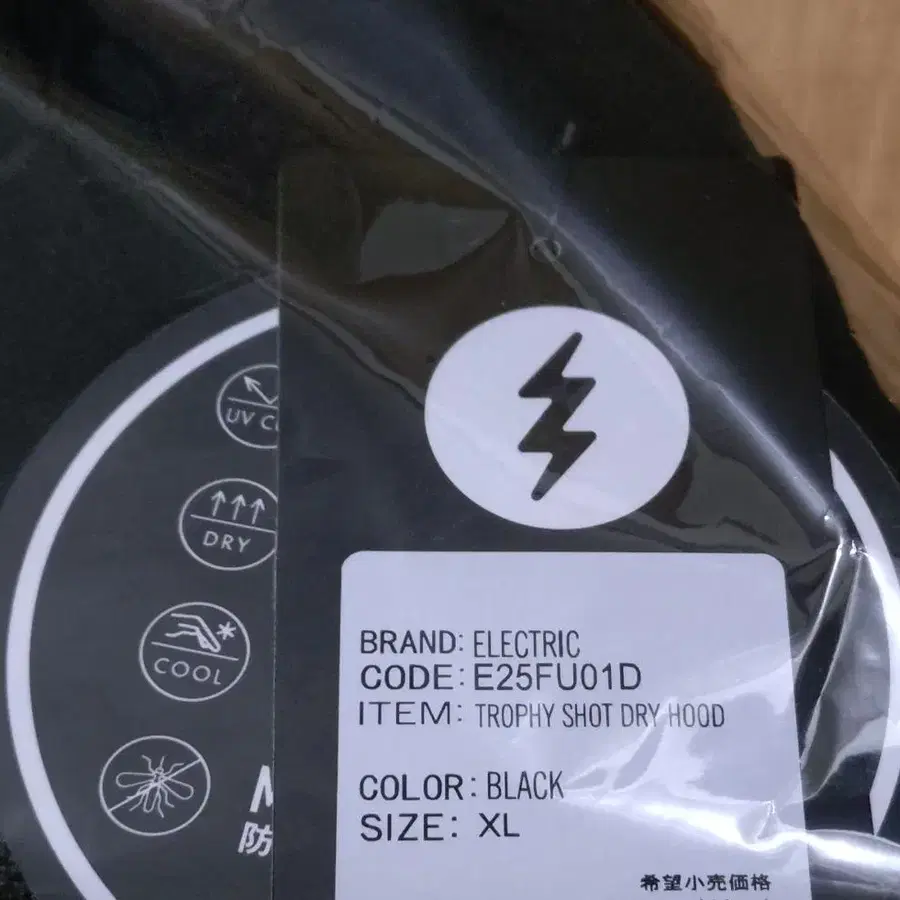 UV C
DRY
COOL
M
防
BRAND: ELECTRIC
CODE: E25FU01D
ITEM: TROPHY SHOT DRY HOOD
COLOR: BLACK
SIZE: XL
希望小売価格